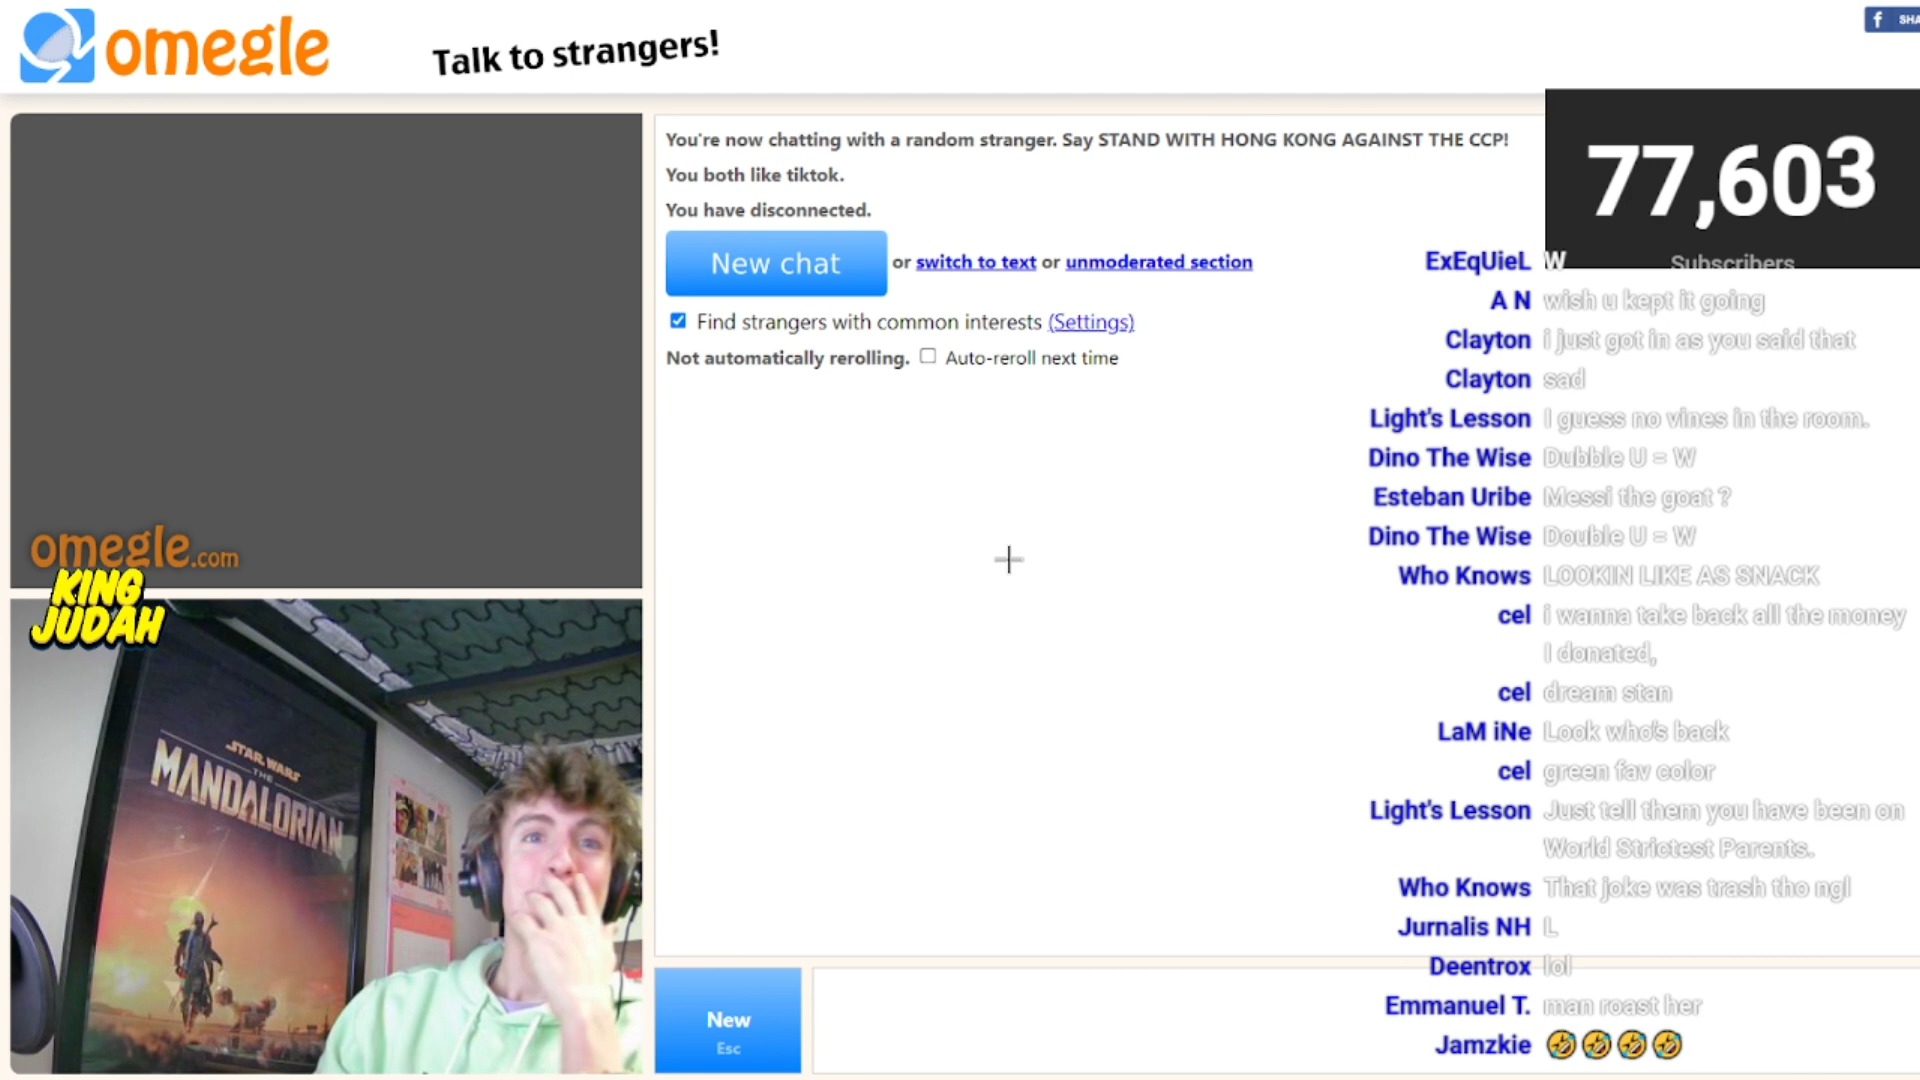 omegle
Talk to strangers!
f SHA
You're now chatting with a random stranger. Say STAND WITH HONG KONG AGAINST THE CCP!
You both like tiktok.
You have disconnected.
New chat or switch to text or unmoderated section
Find strangers with common interests (Settings)
Not automatically rerolling. Auto-reroll next time
77,603
Subscribers
ExEqUieL W
A N wish u kept it going
Clayton i just got in as you said that
Clayton sad
Light's Lesson I guess no vines in the room.
Dino The Wise Dubble U = W
Esteban Uribe Messi the goat ?
Dino The Wise Double U = W
Who Knows LOOKIN LIKE AS SNACK
cel i wanna take back all the money
I donated,
cel dream stan
LaM iNe Look who's back
cel green fav color
Light's Lesson Just tell them you have been on
World Strictest Parents.
Who Knows That joke was trash tho ngl
Jurnalis NH L
Deentrox lol
Emmanuel T. man roast her
Jamzkie 🤣🤣🤣🤣
omegle.com
KING
JUDAH
STAR WARS
THE
MANDALORIAN
New
Esc